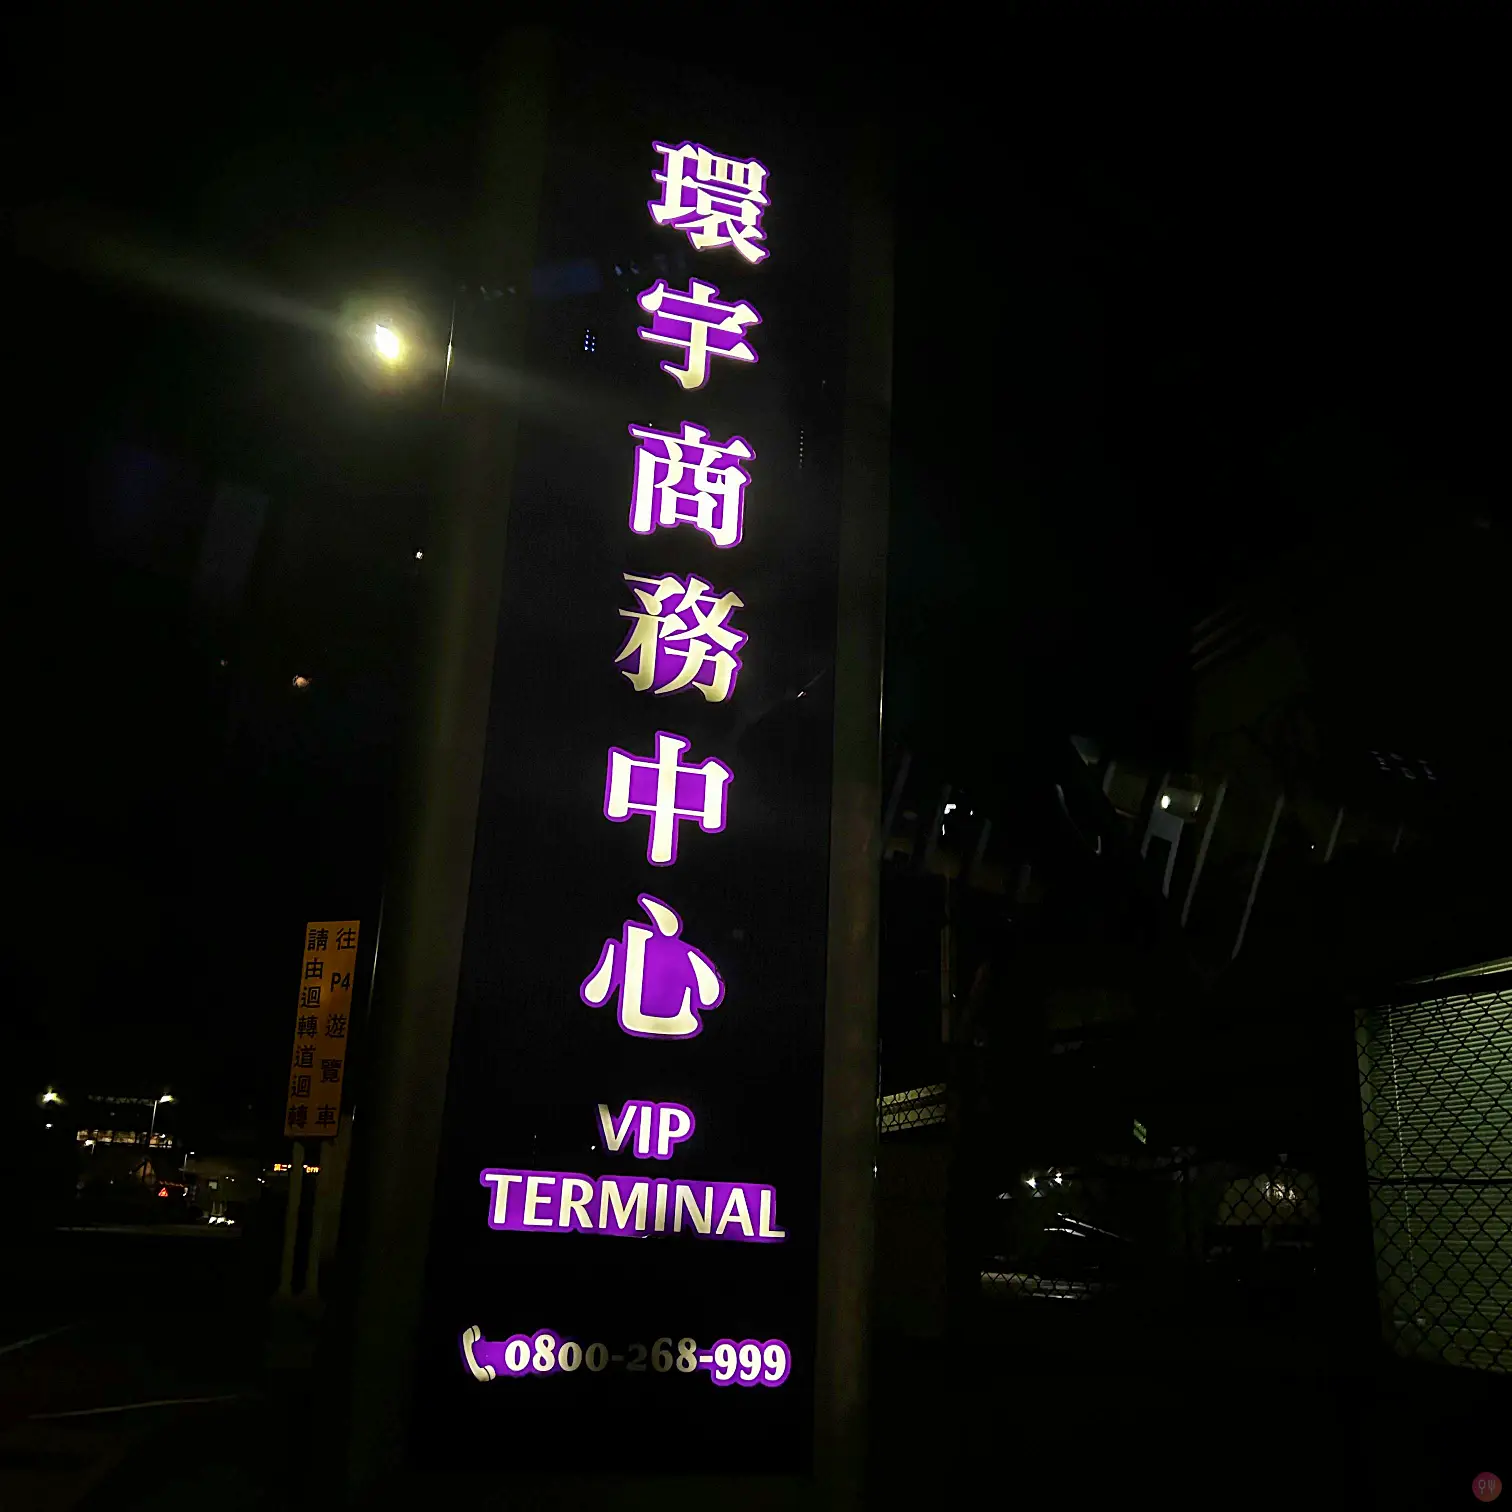 環宇商務中心
VIP
TERMINAL
0800-268-999
往P4遊覽車
請由迴轉道迴轉